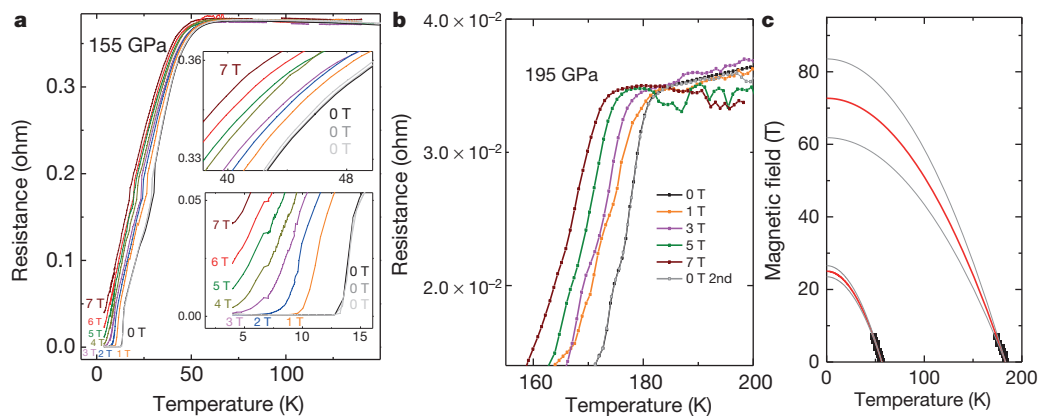 a
155 GPa
Resistance (ohm)
0.3
0.2
0.1
0.0
0 50 100
Temperature (K)
7 T
6 T
5 T
4 T
3 T 2 T 1 T
0 T
0.36
0.33
7 T
0 T
0 T
0 T
40 44 48
0.05
0.00
7 T
6 T
5 T
4 T
3 T 2 T 1 T
0 T
0 T
0 T
5 10 15
b
195 GPa
Resistance (ohm)
4.0 × 10⁻²
3.0 × 10⁻²
2.0 × 10⁻²
0 T
1 T
3 T
5 T
7 T
0 T 2nd
160 180 200
Temperature (K)
c
Magnetic field (T)
80
60
40
20
0
0 50 100 150 200
Temperature (K)